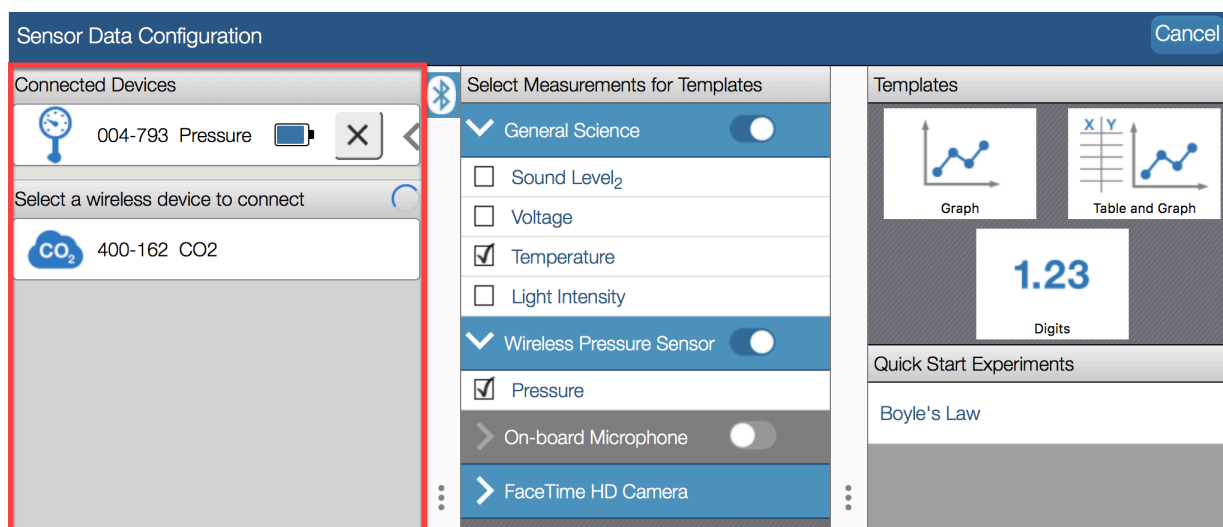 Sensor Data Configuration
Cancel
Connected Devices
004-793 Pressure
Select a wireless device to connect
CO₂
400-162 CO2
Select Measurements for Templates
General Science
Sound Level₂
Voltage
Temperature
Light Intensity
Wireless Pressure Sensor
Pressure
On-board Microphone
FaceTime HD Camera
Templates
Graph
X Y
Table and Graph
1.23
Digits
Quick Start Experiments
Boyle's Law